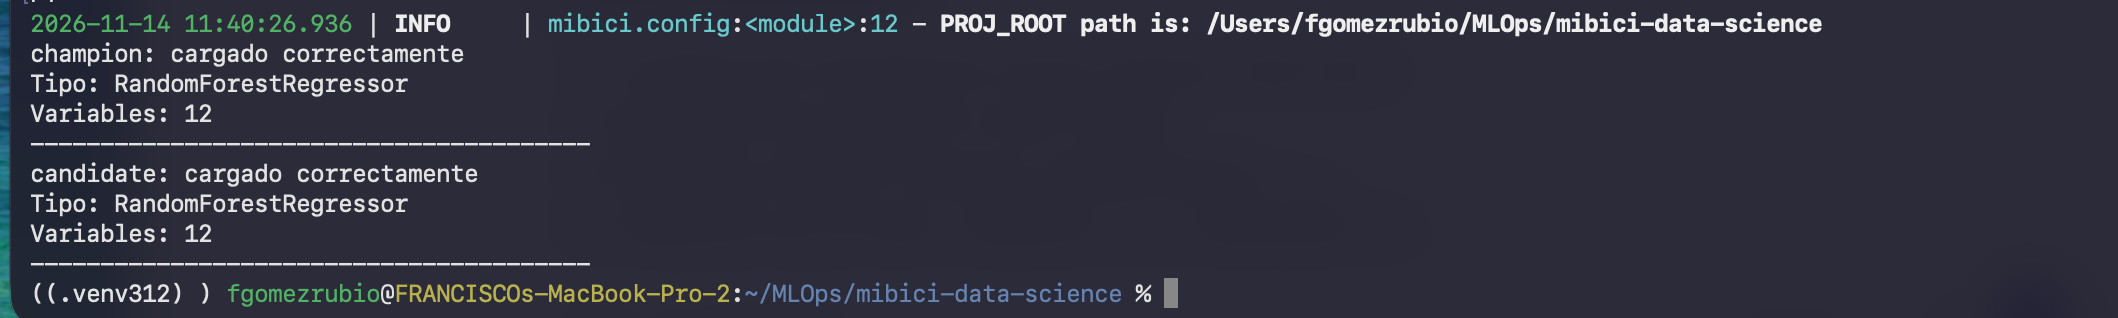 2026-11-14 11:40:26.936 | INFO     | mibici.config:<module>:12 - PROJ_ROOT path is: /Users/fgomezrubio/MLOps/mibici-data-science
champion: cargado correctamente
Tipo: RandomForestRegressor
Variables: 12
----------------------------------------
candidate: cargado correctamente
Tipo: RandomForestRegressor
Variables: 12
----------------------------------------
((.venv312) ) fgomezrubio@FRANCISCOs-MacBook-Pro-2:~/MLOps/mibici-data-science %